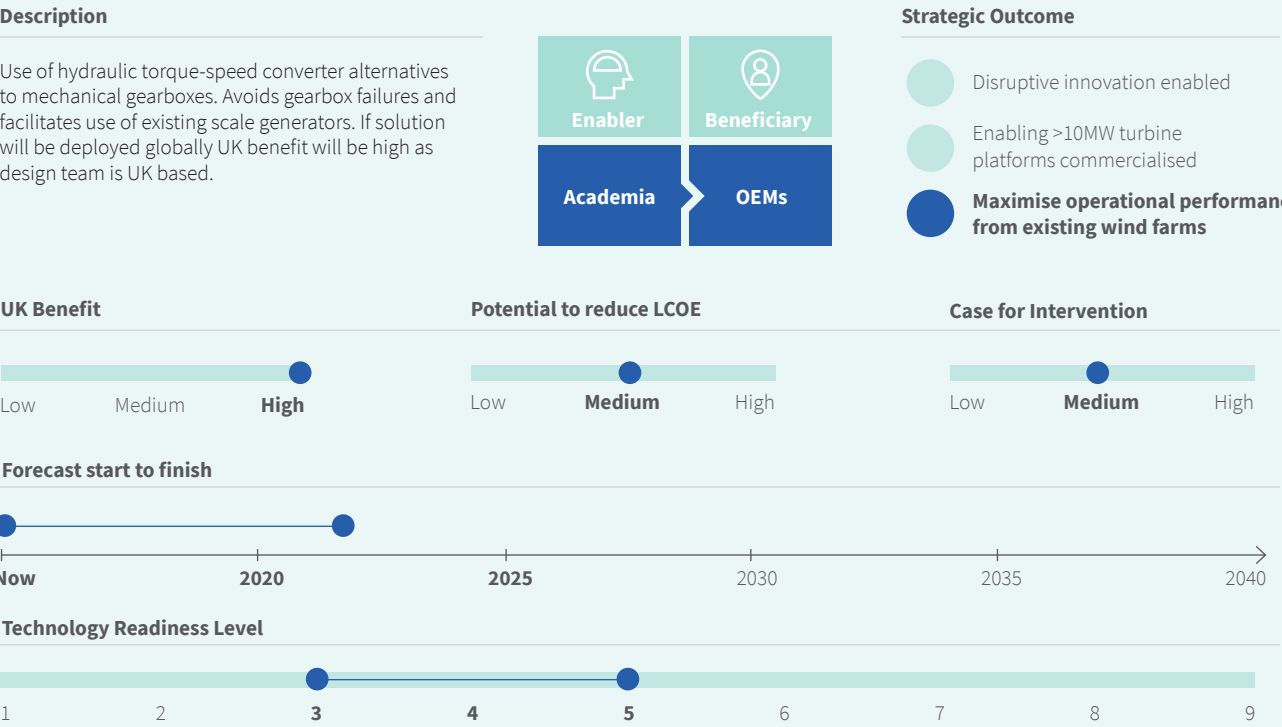 Description
Use of hydraulic torque-speed converter alternatives
to mechanical gearboxes. Avoids gearbox failures and
facilitates use of existing scale generators. If solution
will be deployed globally UK benefit will be high as
design team is UK based.
Enabler
Beneficiary
Academia
OEMs
Strategic Outcome
Disruptive innovation enabled
Enabling >10MW turbine
platforms commercialised
Maximise operational performanc
from existing wind farms
UK Benefit
Low
Medium
High
Potential to reduce LCOE
Low
Medium
High
Case for Intervention
Low
Medium
High
Forecast start to finish
Now
2020
2025
2030
2035
2040
Technology Readiness Level
1
2
3
4
5
6
7
8
9